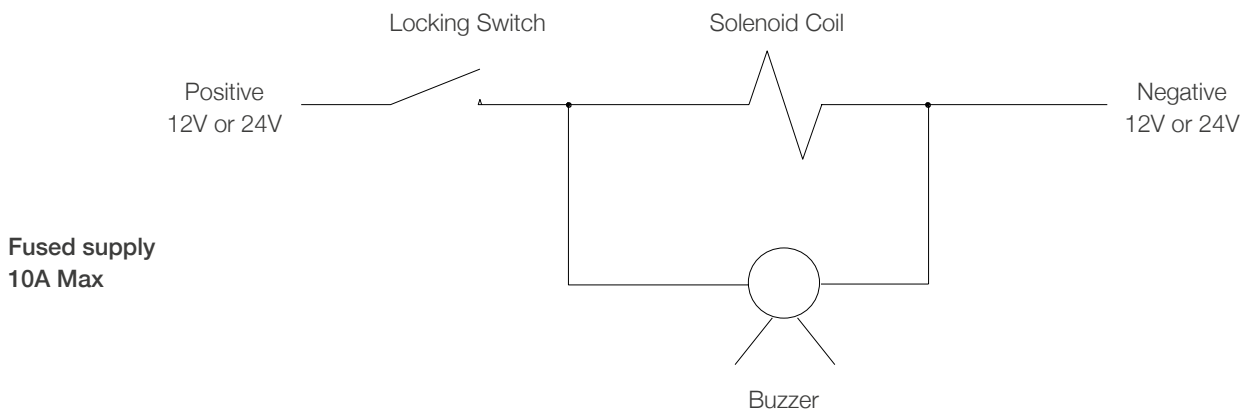 Locking Switch
Solenoid Coil
Positive
12V or 24V
Negative
12V or 24V
Fused supply
10A Max
Buzzer